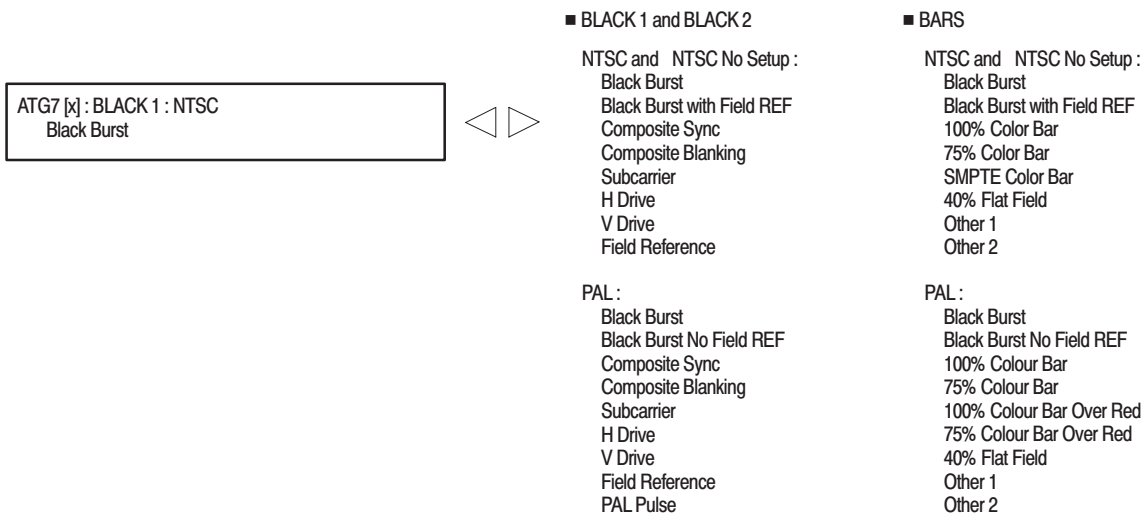 ATG7 [x] : BLACK 1 : NTSC
Black Burst
■ BLACK 1 and BLACK 2
NTSC and NTSC No Setup :
Black Burst
Black Burst with Field REF
Composite Sync
Composite Blanking
Subcarrier
H Drive
V Drive
Field Reference
PAL :
Black Burst
Black Burst No Field REF
Composite Sync
Composite Blanking
Subcarrier
H Drive
V Drive
Field Reference
PAL Pulse
■ BARS
NTSC and NTSC No Setup :
Black Burst
Black Burst with Field REF
100% Color Bar
75% Color Bar
SMPTE Color Bar
40% Flat Field
Other 1
Other 2
PAL :
Black Burst
Black Burst No Field REF
100% Colour Bar
75% Colour Bar
100% Colour Bar Over Red
75% Colour Bar Over Red
40% Flat Field
Other 1
Other 2